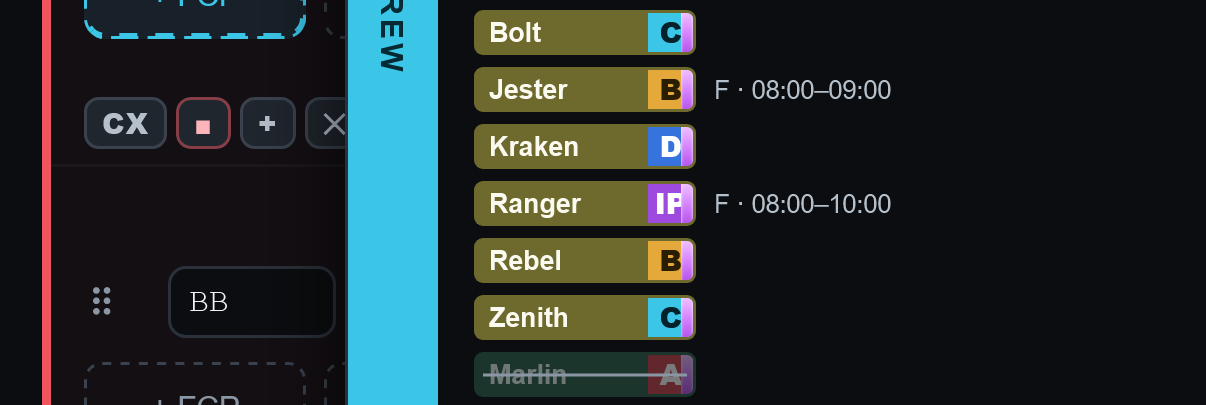 + FCP
CX ■ + ×
BB
+ FCP
REW
Bolt C
Jester B F · 08:00–09:00
Kraken D
Ranger IP F · 08:00–10:00
Rebel B
Zenith C
Marlin A